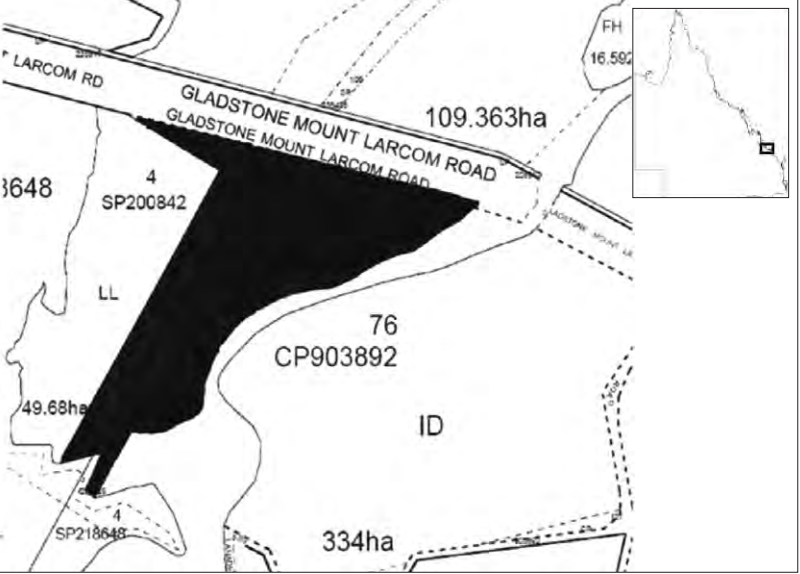 FH
16.592
LARCOM RD
GLADSTONE MOUNT LARCOM ROAD
GLADSTONE MOUNT LARCOM ROAD
109.363ha
4
SP200842
3648
LL
76
CP903892
49.68ha
ID
4
SP218648
334ha